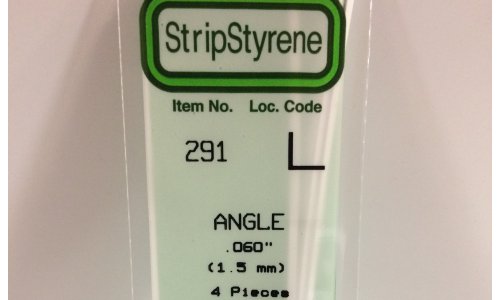 StripStyrene
Item No. Loc. Code
291
ANGLE
.060"
(1.5 mm)
4 Pieces